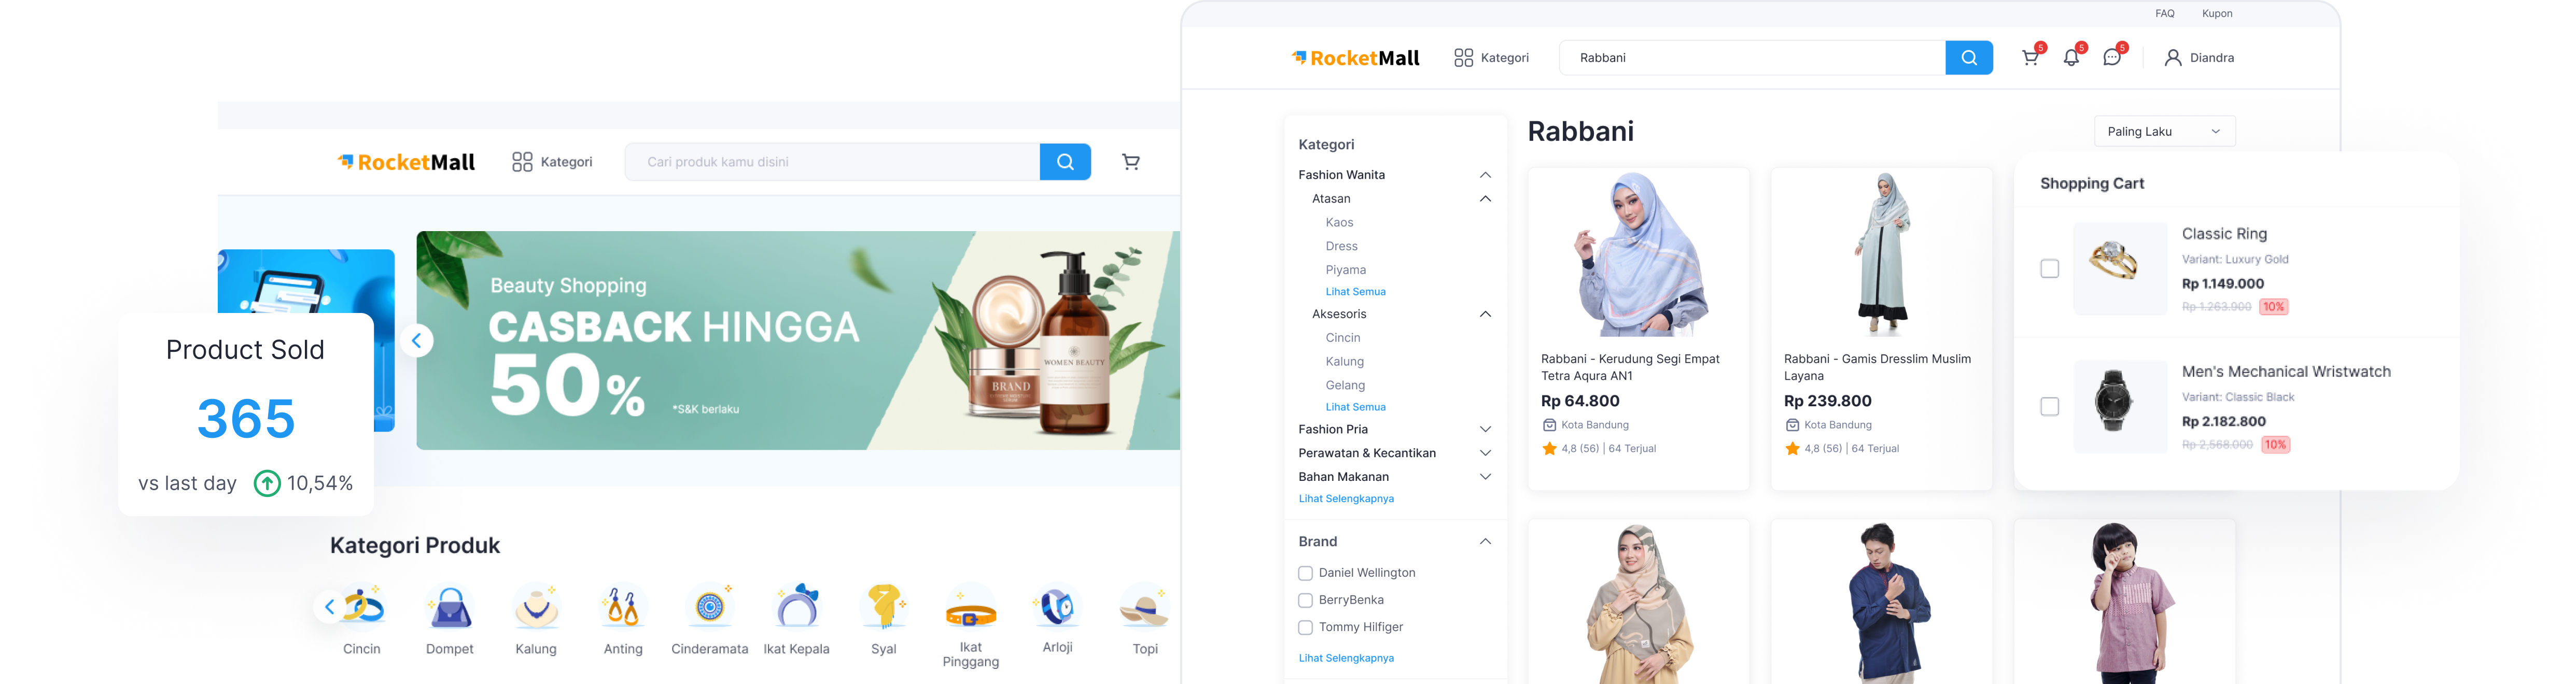 RocketMall
Kategori
Cari produk kamu disini
Beauty Shopping
CASBACK HINGGA
50%
*S&K berlaku
BRAND
WOMEN BEAUTY
Product Sold
365
vs last day
10,54%
Kategori Produk
Cincin
Dompet
Kalung
Anting
Cinderamata
Ikat Kepala
Syal
Ikat
Pinggang
Arloji
Topi
FAQ
Kupon
RocketMall
Kategori
Rabbani
5
5
5
Diandra
Kategori
Fashion Wanita
Atasan
Kaos
Dress
Piyama
Lihat Semua
Aksesoris
Cincin
Kalung
Gelang
Lihat Semua
Fashion Pria
Perawatan & Kecantikan
Bahan Makanan
Lihat Selengkapnya
Brand
Daniel Wellington
BerryBenka
Tommy Hilfiger
Lihat Selengkapnya
Rabbani
Paling Laku
Rabbani - Kerudung Segi Empat
Tetra Aqura AN1
Rp 64.800
Kota Bandung
4,8 (56) | 64 Terjual
Rabbani - Gamis Dresslim Muslim
Layana
Rp 239.800
Kota Bandung
4,8 (56) | 64 Terjual
Shopping Cart
Classic Ring
Variant: Luxury Gold
Rp 1.149.000
Rp 1.263.900
10%
Men's Mechanical Wristwatch
Variant: Classic Black
Rp 2.182.800
Rp 2,568.000
10%